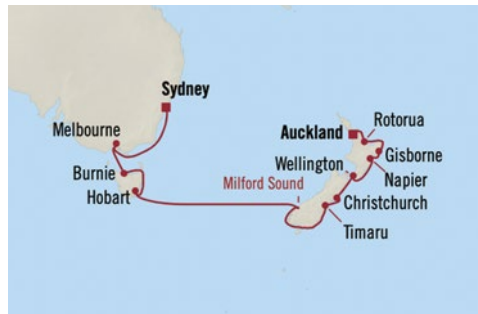 Sydney
Melbourne
Auckland
Rotorua
Gisborne
Burnie
Wellington
Napier
Hobart
Milford Sound
Christchurch
Timaru